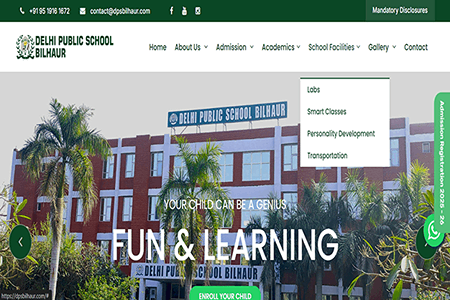 +91 95 1916 1672 contact@dpsbilhaur.com f Mandatory Disclosures
DELHI PUBLIC SCHOOL
BILHAUR
Home About Us Admission Academics School Facilities Gallery Contact
Labs
Smart Classes
Personality Development
Transportation
DELHI PUBLIC SCHOOL BILHAUR
Admission Registration 2025 - 26
YOUR CHILD CAN BE A GENIUS
FUN & LEARNING
DELHI PUBLIC SCHOOL BILHAUR
ENROLL YOUR CHILD
https://dpsbilhaur.com/#